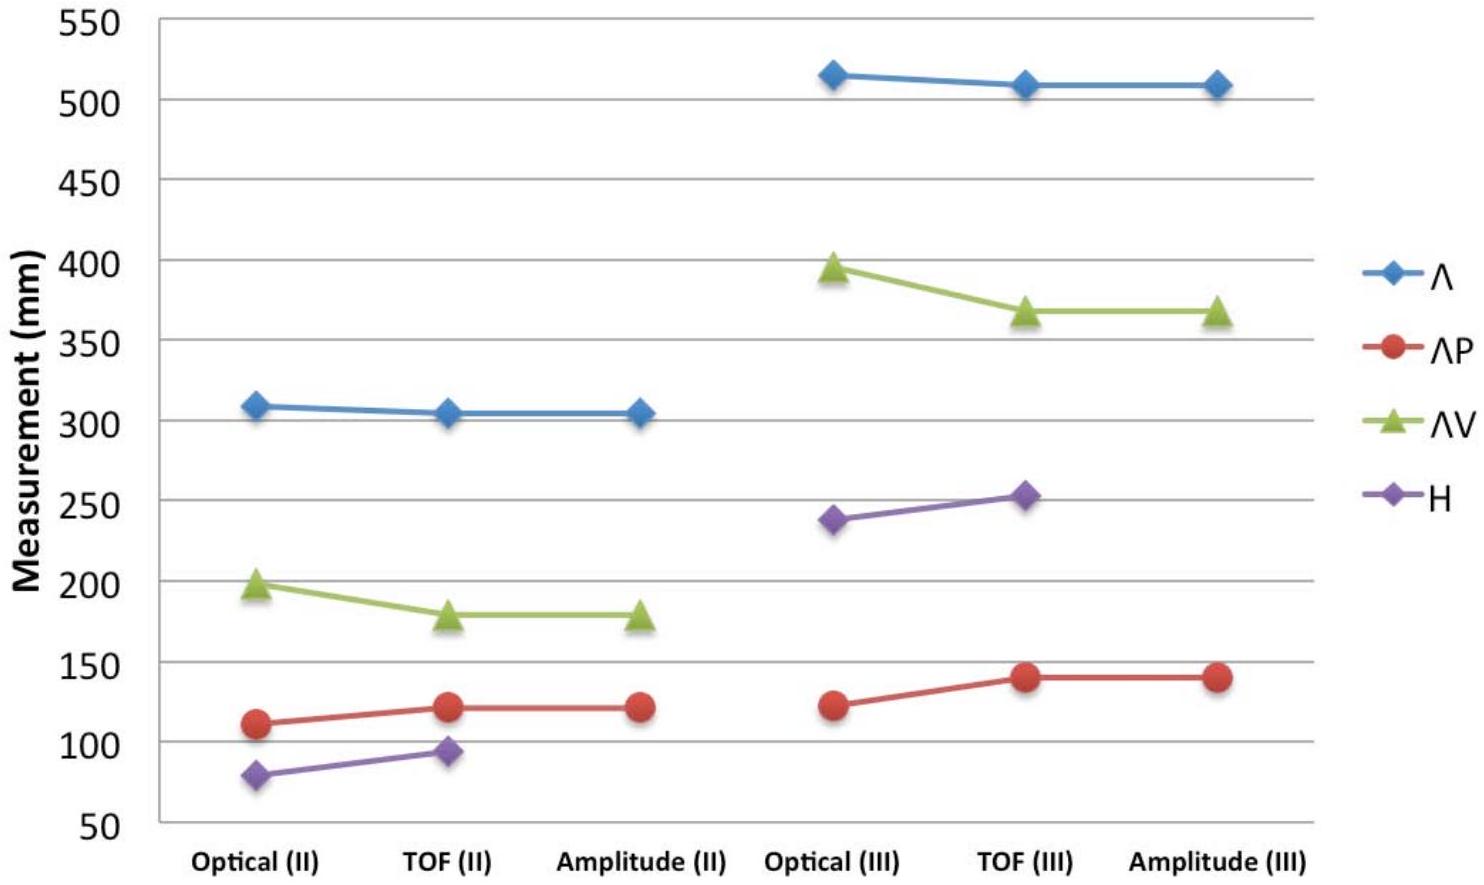 550
500
450
400
350
300
250
200
150
100
50
Measurement (mm)
Optical (II)
TOF (II)
Amplitude (II)
Optical (III)
TOF (III)
Amplitude (III)
Λ
ΛP
ΛV
H